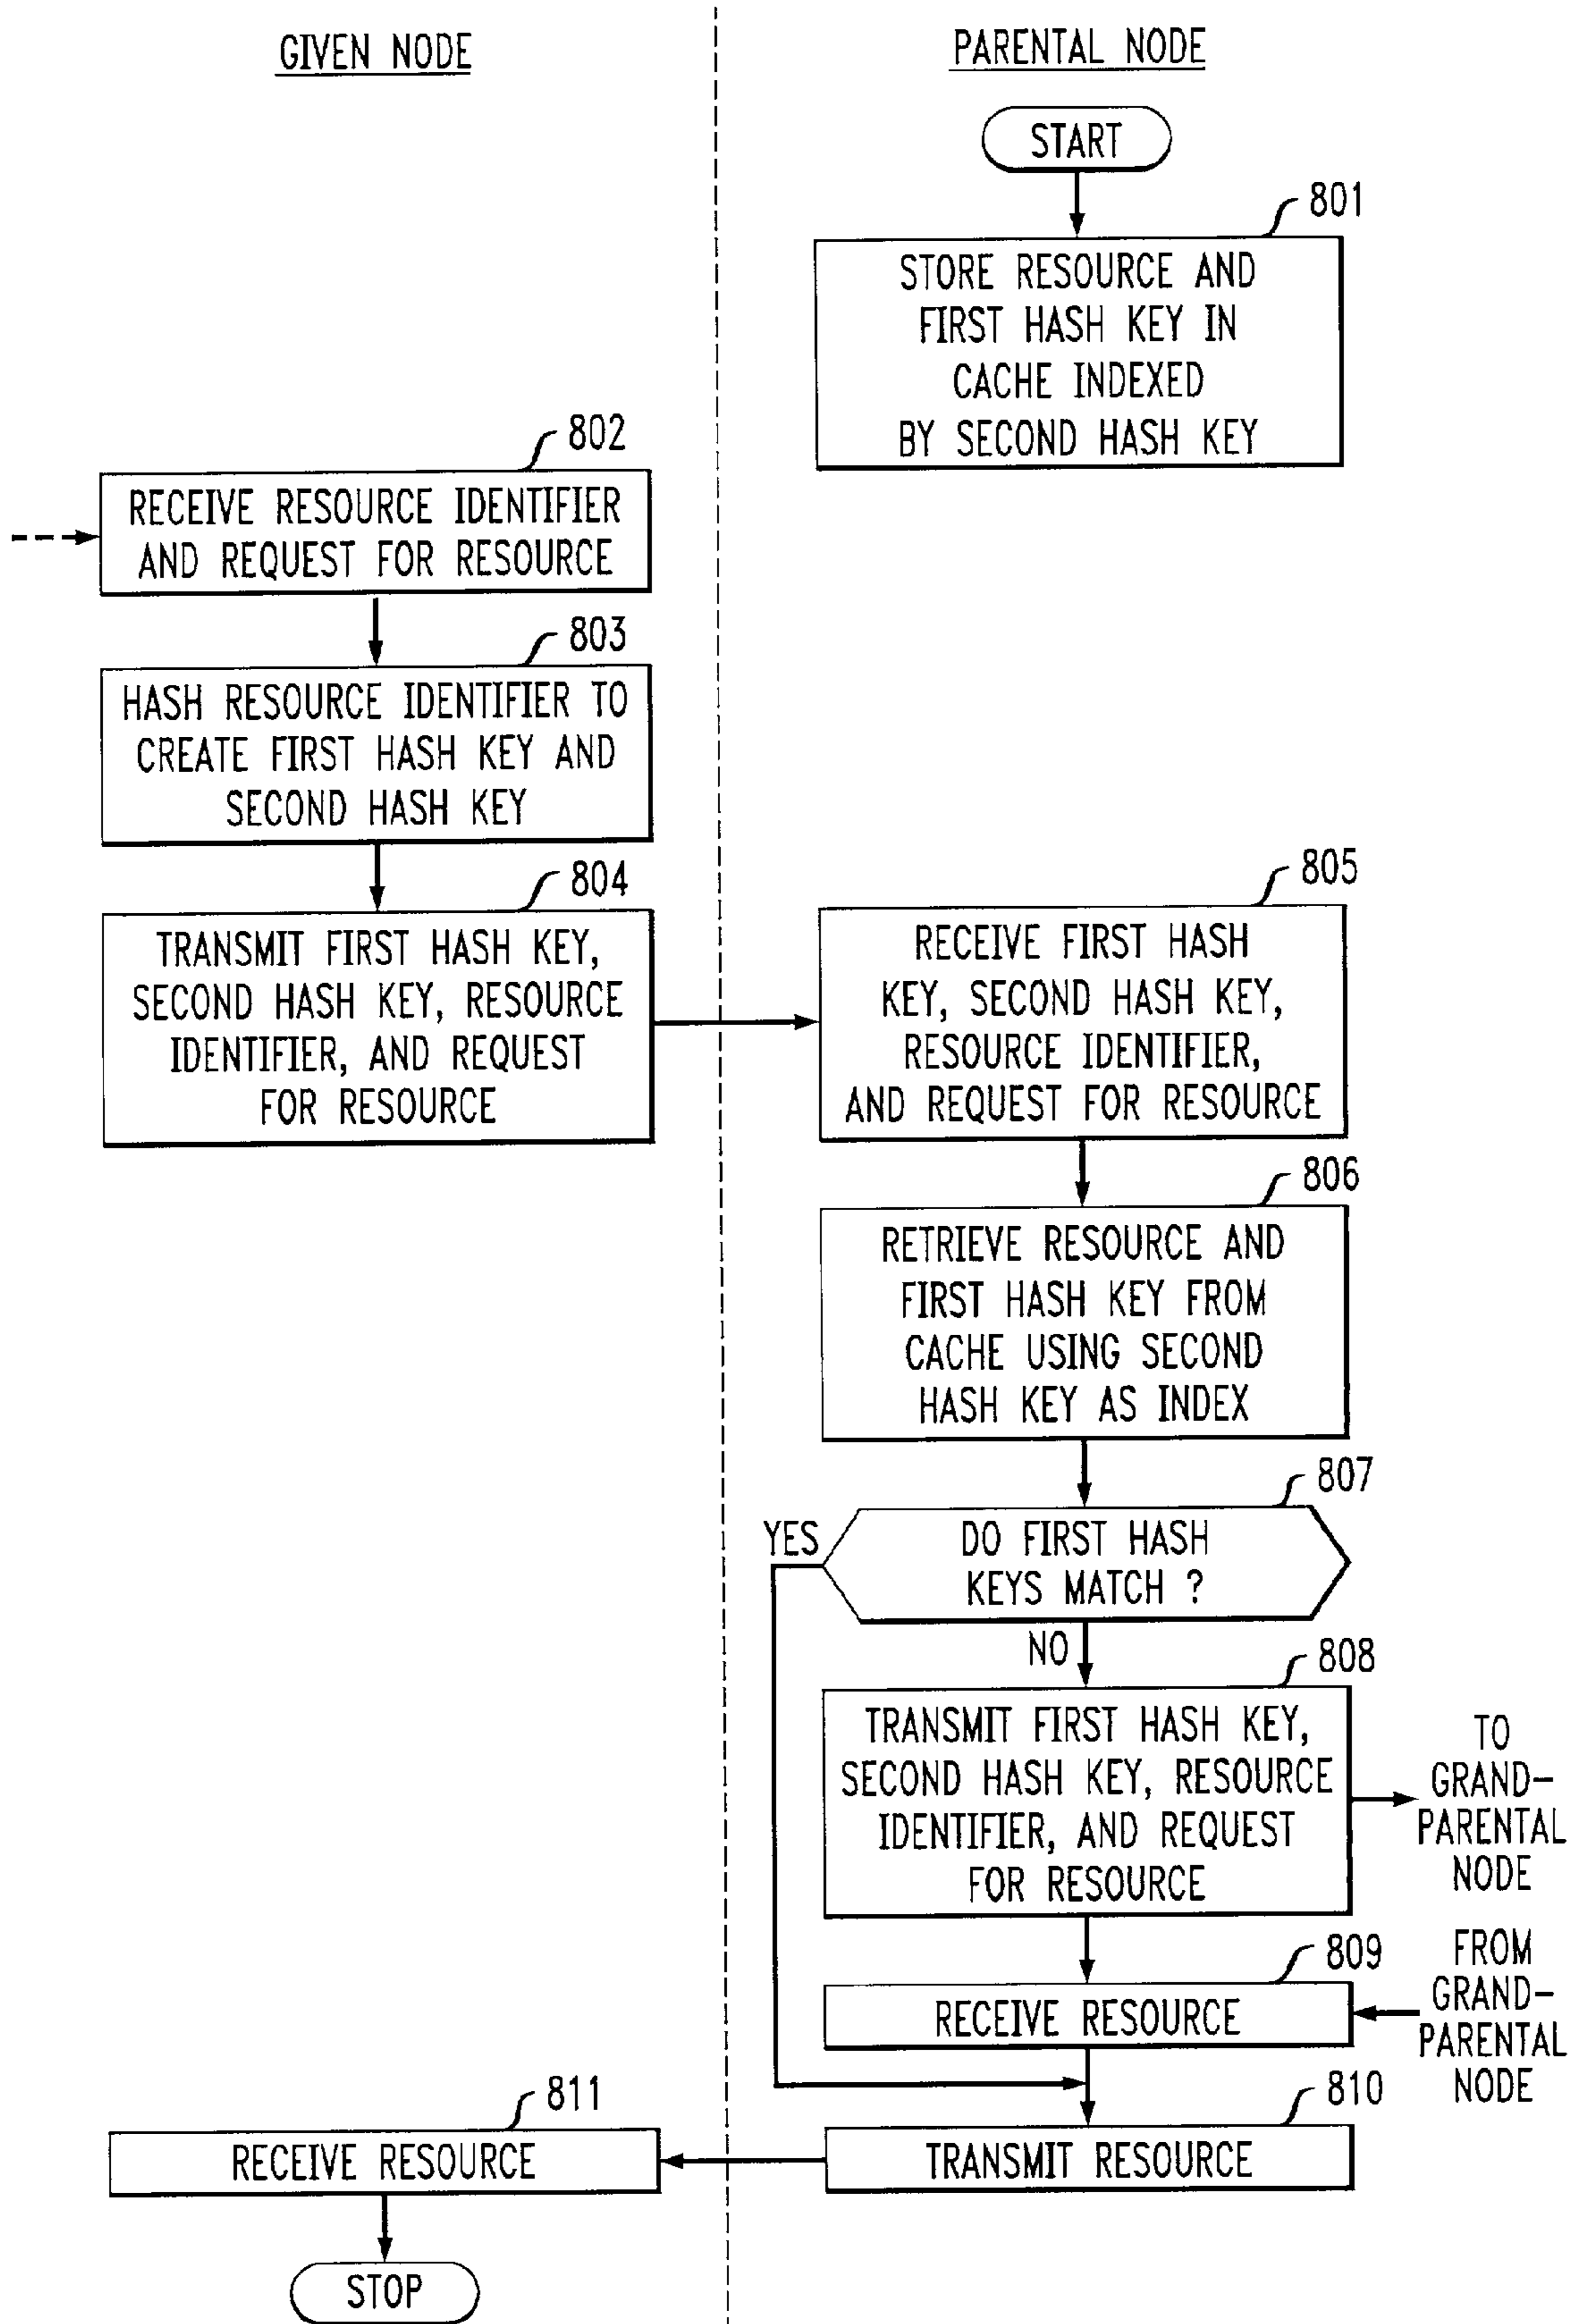 GIVEN NODE
PARENTAL NODE
START
801
STORE RESOURCE AND
FIRST HASH KEY IN
CACHE INDEXED
BY SECOND HASH KEY
802
RECEIVE RESOURCE IDENTIFIER
AND REQUEST FOR RESOURCE
803
HASH RESOURCE IDENTIFIER TO
CREATE FIRST HASH KEY AND
SECOND HASH KEY
804
TRANSMIT FIRST HASH KEY,
SECOND HASH KEY, RESOURCE
IDENTIFIER, AND REQUEST
FOR RESOURCE
805
RECEIVE FIRST HASH
KEY, SECOND HASH KEY,
RESOURCE IDENTIFIER,
AND REQUEST FOR RESOURCE
806
RETRIEVE RESOURCE AND
FIRST HASH KEY FROM
CACHE USING SECOND
HASH KEY AS INDEX
807
YES
DO FIRST HASH
KEYS MATCH ?
NO
808
TRANSMIT FIRST HASH KEY,
SECOND HASH KEY, RESOURCE
IDENTIFIER, AND REQUEST
FOR RESOURCE
TO
GRAND-
PARENTAL
NODE
809
RECEIVE RESOURCE
FROM
GRAND-
PARENTAL
NODE
810
TRANSMIT RESOURCE
811
RECEIVE RESOURCE
STOP